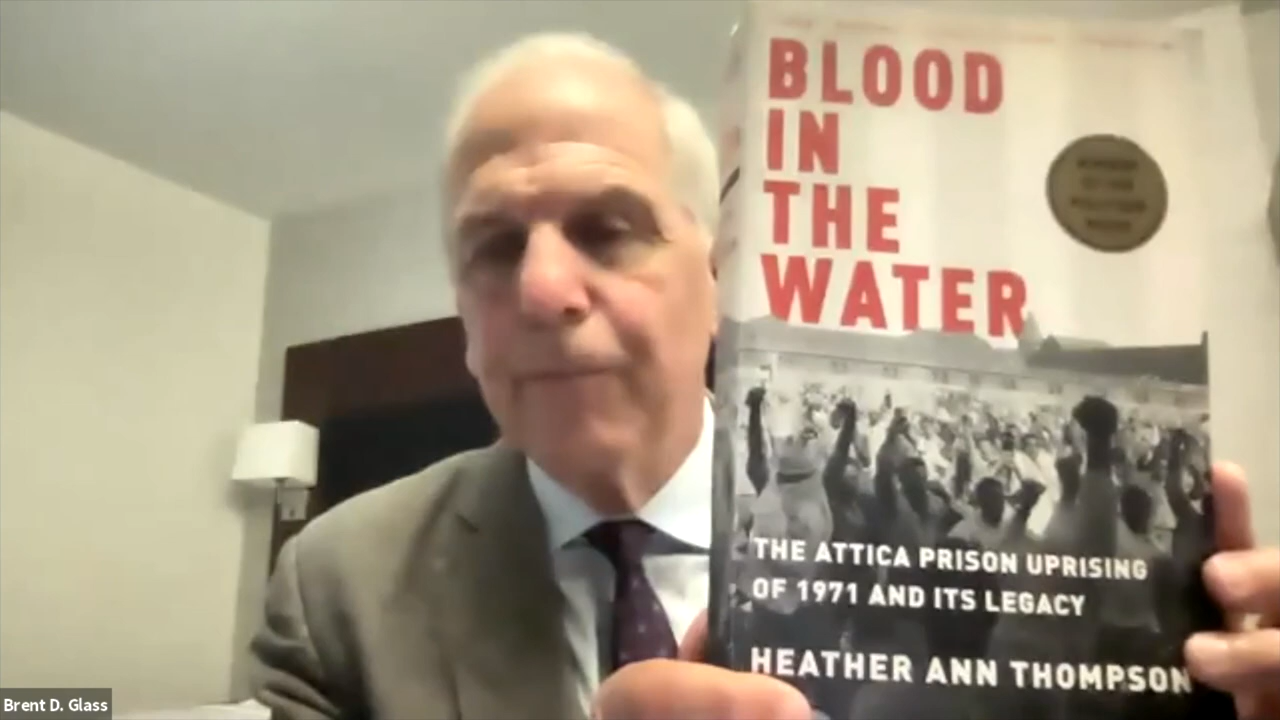 BLOOD
IN
THE
WATER
THE ATTICA PRISON UPRISING
OF 1971 AND ITS LEGACY
HEATHER ANN THOMPSON
Brent D. Glass